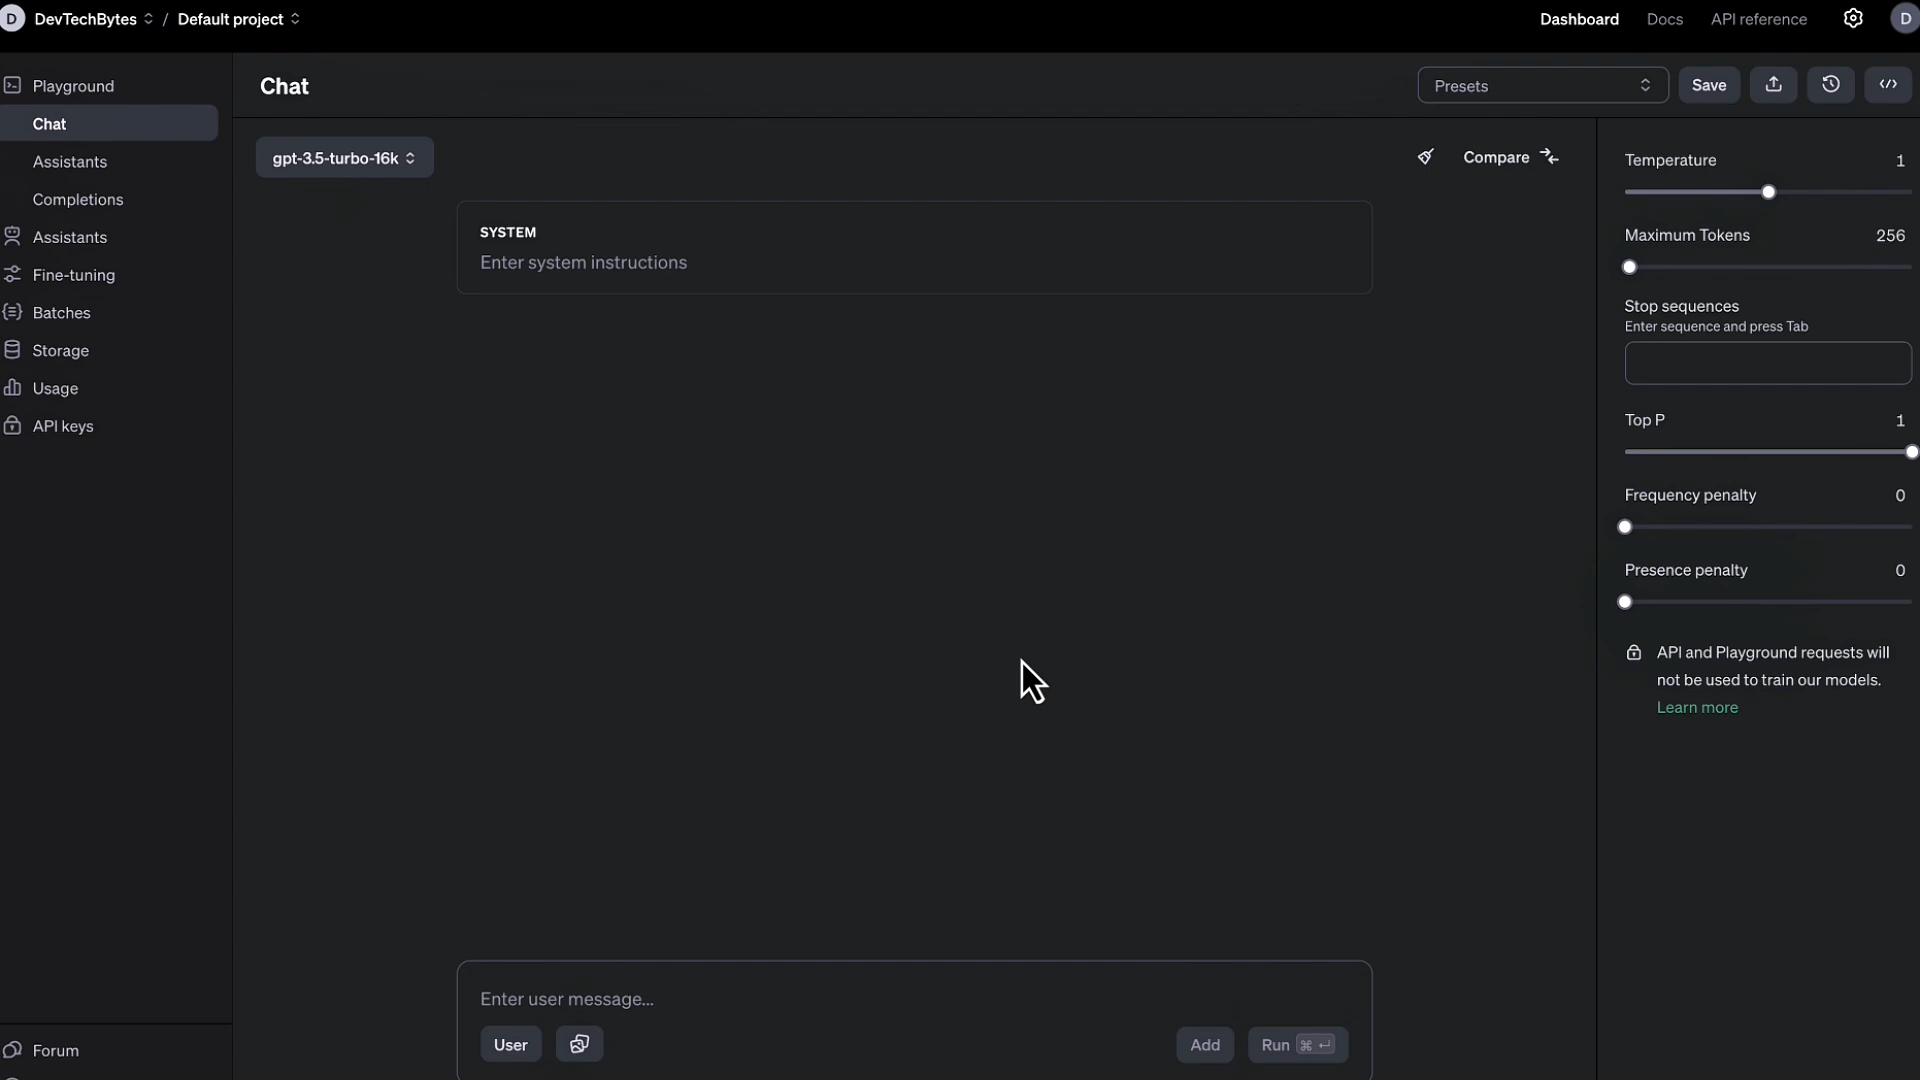 D DevTechBytes / Default project
Dashboard Docs API reference D
Playground
Chat
Assistants
Completions
Assistants
Fine-tuning
Batches
Storage
Usage
API keys
Forum
Chat
Presets
Save
gpt-3.5-turbo-16k
Compare
SYSTEM
Enter system instructions
Enter user message...
User
Add
Run ⌘ ↵
Temperature 1
Maximum Tokens 256
Stop sequences
Enter sequence and press Tab
Top P 1
Frequency penalty 0
Presence penalty 0
API and Playground requests will
not be used to train our models.
Learn more